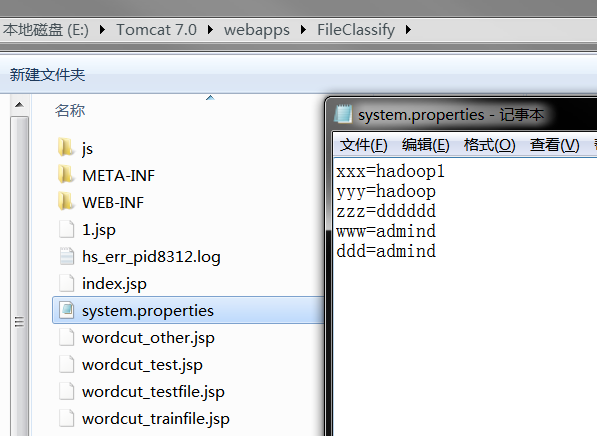 本地磁盘 (E:) Tomcat 7.0 webapps FileClassify
新建文件夹
名称
js
META-INF
WEB-INF
1.jsp
hs_err_pid8312.log
index.jsp
system.properties
wordcut_other.jsp
wordcut_test.jsp
wordcut_testfile.jsp
wordcut_trainfile.jsp
system.properties - 记事本
文件(F) 编辑(E) 格式(O) 查看(V)
xxx=hadoop1
yyy=hadoop
zzz=dddddd
www=admind
ddd=admind